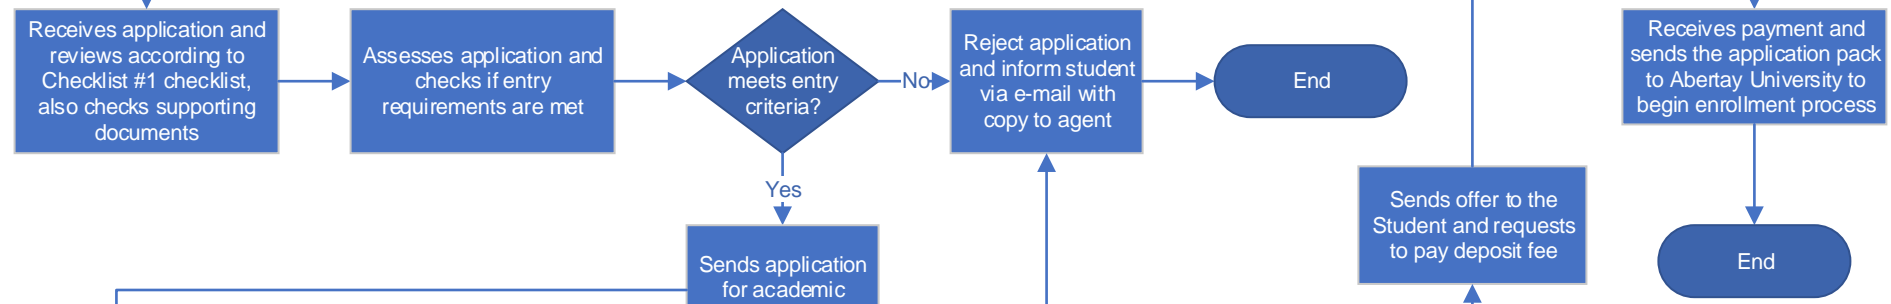 Receives application and
reviews according to
Checklist #1 checklist,
also checks supporting
documents
Assesses application and
checks if entry
requirements are met
Application
meets entry
criteria?
No
Reject application
and inform student
via e-mail with
copy to agent
End
Receives payment and
sends the application pack
to Abertay University to
begin enrollment process
Yes
Sends offer to the
Student and requests
to pay deposit fee
End
Sends application
for academic